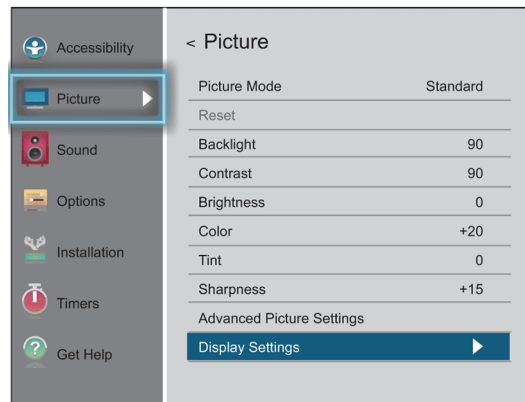 Accessibility
Picture
Sound
Options
Installation
Timers
? Get Help
< Picture
Picture Mode Standard
Reset
Backlight 90
Contrast 90
Brightness 0
Color +20
Tint 0
Sharpness +15
Advanced Picture Settings
Display Settings